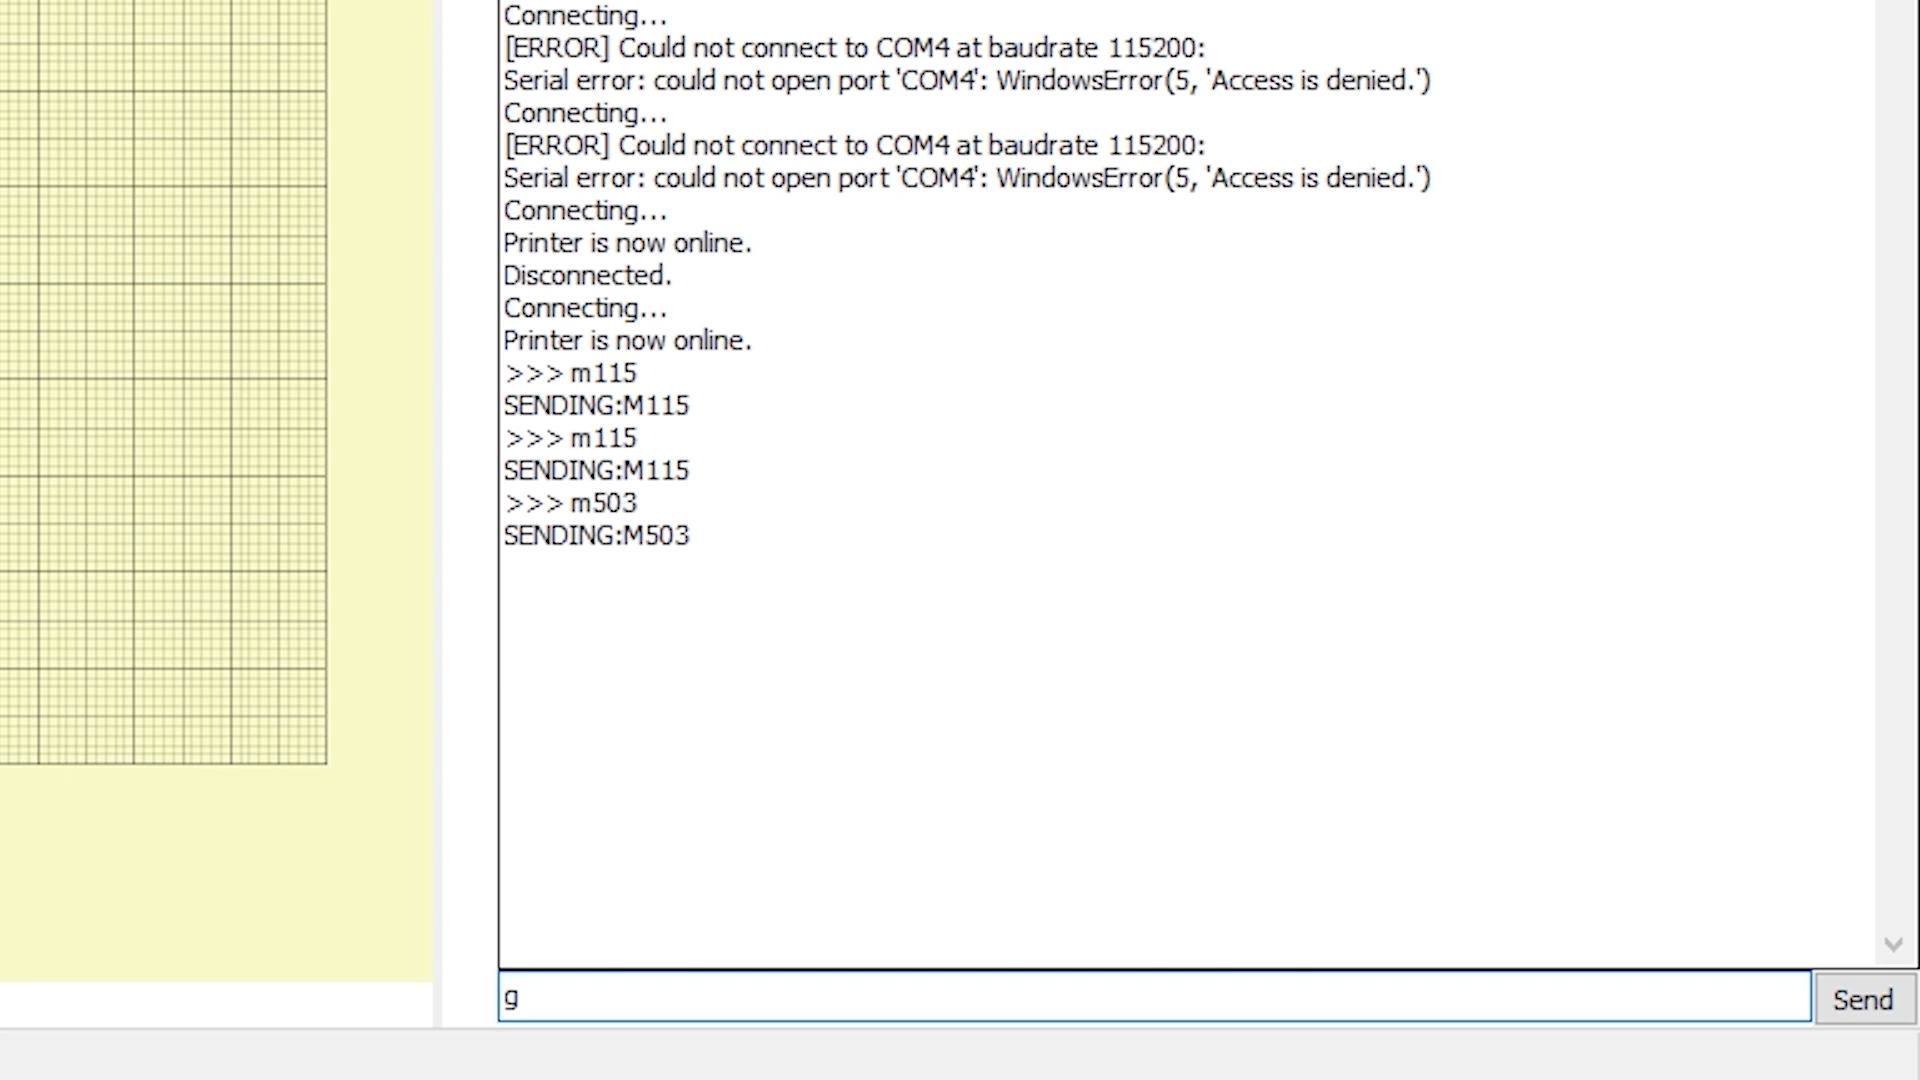 Connecting...
[ERROR] Could not connect to COM4 at baudrate 115200:
Serial error: could not open port 'COM4': WindowsError(5, 'Access is denied.')
Connecting...
[ERROR] Could not connect to COM4 at baudrate 115200:
Serial error: could not open port 'COM4': WindowsError(5, 'Access is denied.')
Connecting...
Printer is now online.
Disconnected.
Connecting...
Printer is now online.
>>> m115
SENDING:M115
>>> m115
SENDING:M115
>>> m503
SENDING:M503
g
Send